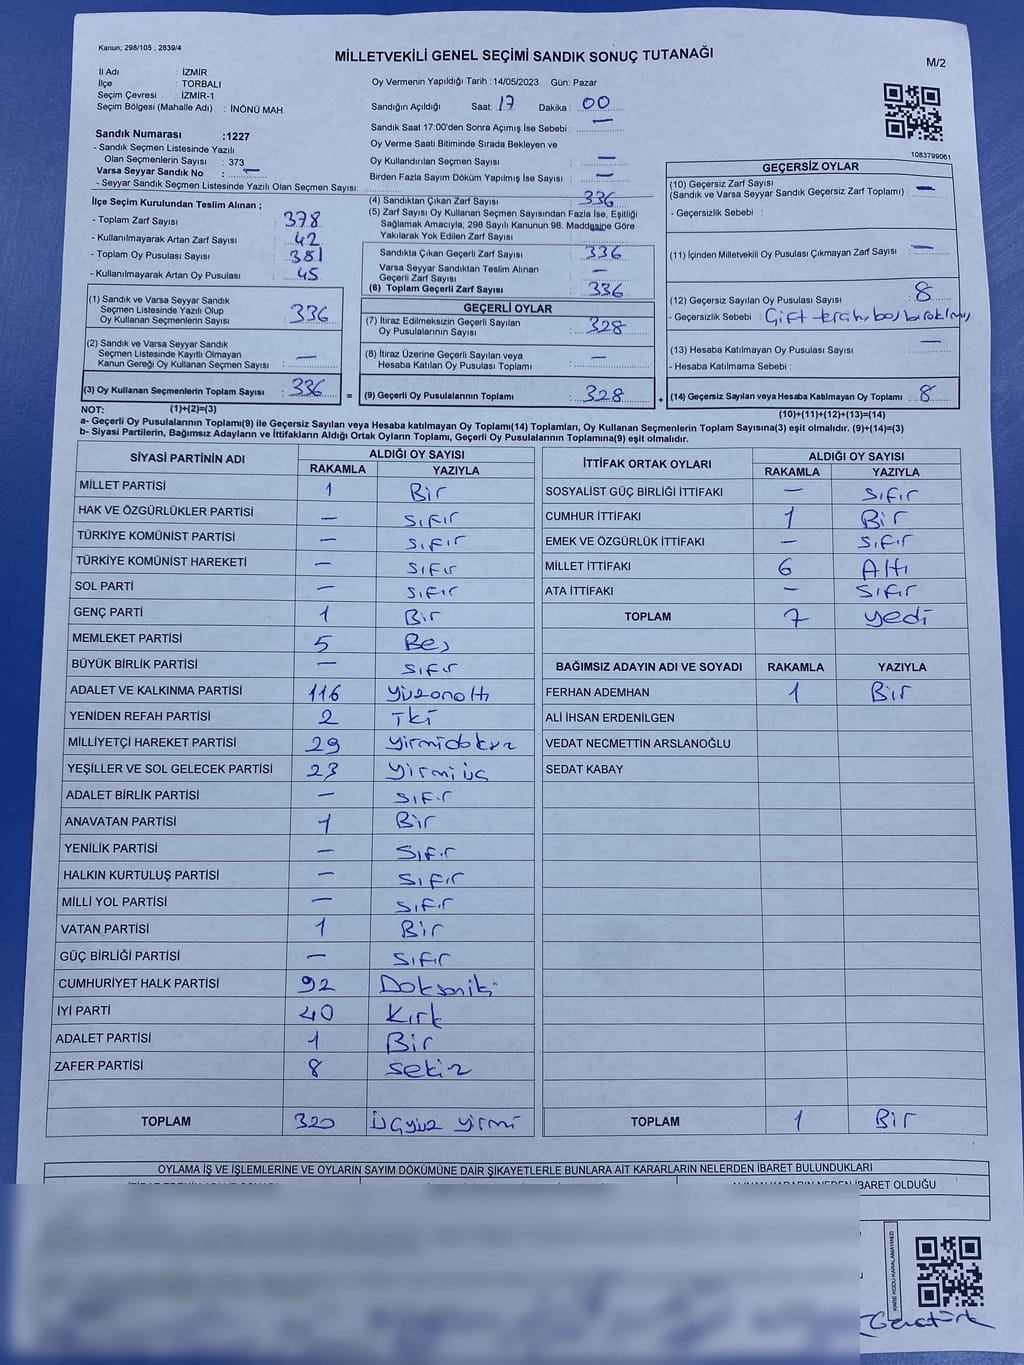 Kanun; 298/105 , 2839/4
MİLLETVEKİLİ GENEL SEÇİMİ SANDIK SONUÇ TUTANAĞI
M/2
İl Adı : İZMİR
İlçe : TORBALI
Seçim Çevresi : İZMİR-1
Seçim Bölgesi (Mahalle Adı) : İNÖNÜ MAH.
Oy Vermenin Yapıldığı Tarih : 14/05/2023 Gün: Pazar
Sandığın Açıldığı Saat: 17 Dakika : 00
Sandık Saat 17:00'den Sonra Açımış İse Sebebi : —
Oy Verme Saati Bitiminde Sırada Bekleyen ve
Oy Kullandırılan Seçmen Sayısı : —
Birden Fazla Sayım Döküm Yapılmış İse Sayısı : —
1083799061
Sandık Numarası :1227
- Sandık Seçmen Listesinde Yazılı
Olan Seçmenlerin Sayısı : 373
Varsa Seyyar Sandık No : —
- Seyyar Sandık Seçmen Listesinde Yazılı Olan Seçmen Sayısı:
İlçe Seçim Kurulundan Teslim Alınan ;
- Toplam Zarf Sayısı : 378
- Kullanılmayarak Artan Zarf Sayısı : 42
- Toplam Oy Pusulası Sayısı : 381
- Kullanılmayarak Artan Oy Pusulası : 45
(1) Sandık ve Varsa Seyyar Sandık
Seçmen Listesinde Yazılı Olup
Oy Kullanan Seçmenlerin Sayısı : 336
(2) Sandık ve Varsa Seyyar Sandık
Seçmen Listesinde Kayıtlı Olmayan
Kanun Gereği Oy Kullanan Seçmen Sayısı : —
(3) Oy Kullanan Seçmenlerin Toplam Sayısı : 336
(4) Sandıktan Çıkan Zarf Sayısı : 336
(5) Zarf Sayısı Oy Kullanan Seçmen Sayısından Fazla İse, Eşitliği
Sağlamak Amacıyla; 298 Sayılı Kanunun 98. Maddesine Göre
Yakılarak Yok Edilen Zarf Sayısı : —
Sandıkta Çıkan Geçerli Zarf Sayısı : 336
Varsa Seyyar Sandıktan Teslim Alınan
Geçerli Zarf Sayısı : —
(6) Toplam Geçerli Zarf Sayısı : 336
GEÇERLİ OYLAR
(7) İtiraz Edilmeksizin Geçerli Sayılan
Oy Pusulalarının Sayısı : 328
(8) İtiraz Üzerine Geçerli Sayılan veya
Hesaba Katılan Oy Pusulası Toplamı : —
= (9) Geçerli Oy Pusulalarının Toplamı : 328
GEÇERSİZ OYLAR
(10) Geçersiz Zarf Sayısı
(Sandık ve Varsa Seyyar Sandık Geçersiz Zarf Toplamı) : —
- Geçersizlik Sebebi :
(11) İçinden Milletvekili Oy Pusulası Çıkmayan Zarf Sayısı : —
(12) Geçersiz Sayılan Oy Pusulası Sayısı : 8
- Geçersizlik Sebebi : Çift tercih, boş bırakılmış
(13) Hesaba Katılmayan Oy Pusulası Sayısı : —
- Hesaba Katılmama Sebebi :
+ (14) Geçersiz Sayılan veya Hesaba Katılmayan Oy Toplamı : 8
NOT: (1)+(2)=(3)
(10)+(11)+(12)+(13)=(14)
a- Geçerli Oy Pusulalarının Toplamı(9) ile Geçersiz Sayılan veya Hesaba katılmayan Oy Toplamı(14) Toplamları, Oy Kullanan Seçmenlerin Toplam Sayısına(3) eşit olmalıdır. (9)+(14)=(3)
b- Siyasi Partilerin, Bağımsız Adayların ve İttifakların Aldığı Ortak Oyların Toplamı, Geçerli Oy Pusulalarının Toplamına(9) eşit olmalıdır.
SİYASİ PARTİNİN ADI ALDIĞI OY SAYISI
RAKAMLA YAZIYLA
MİLLET PARTİSİ 1 Bir
HAK VE ÖZGÜRLÜKLER PARTİSİ — sıfır
TÜRKİYE KOMÜNİST PARTİSİ — sıfır
TÜRKİYE KOMÜNİST HAREKETİ — sıfır
SOL PARTİ — sıfır
GENÇ PARTİ 1 Bir
MEMLEKET PARTİSİ 5 Beş
BÜYÜK BİRLİK PARTİSİ — sıfır
ADALET VE KALKINMA PARTİSİ 116 yüzonaltı
YENİDEN REFAH PARTİSİ 2 İki
MİLLİYETÇİ HAREKET PARTİSİ 29 yirmidokuz
YEŞİLLER VE SOL GELECEK PARTİSİ 23 yirmiüç
ADALET BİRLİK PARTİSİ — sıfır
ANAVATAN PARTİSİ 1 Bir
YENİLİK PARTİSİ — sıfır
HALKIN KURTULUŞ PARTİSİ — sıfır
MİLLİ YOL PARTİSİ — sıfır
VATAN PARTİSİ 1 Bir
GÜÇ BİRLİĞİ PARTİSİ — sıfır
CUMHURİYET HALK PARTİSİ 92 Doksaniki
İYİ PARTİ 40 Kırk
ADALET PARTİSİ 1 Bir
ZAFER PARTİSİ 8 sekiz
TOPLAM 320 üçyüz yirmi
İTTİFAK ORTAK OYLARI ALDIĞI OY SAYISI
RAKAMLA YAZIYLA
SOSYALİST GÜÇ BİRLİĞİ İTTİFAKI — sıfır
CUMHUR İTTİFAKI 1 Bir
EMEK VE ÖZGÜRLÜK İTTİFAKI — sıfır
MİLLET İTTİFAKI 6 Altı
ATA İTTİFAKI — sıfır
TOPLAM 7 yedi
BAĞIMSIZ ADAYIN ADI VE SOYADI RAKAMLA YAZIYLA
FERHAN ADEMHAN 1 Bir
ALİ İHSAN ERDENİLGEN
VEDAT NECMETTİN ARSLANOĞLU
SEDAT KABAY
TOPLAM 1 Bir
OYLAMA İŞ VE İŞLEMLERİNE VE OYLARIN SAYIM DÖKÜMÜNE DAİR ŞİKAYETLERLE BUNLARA AİT KARARLARIN NELERDEN İBARET BULUNDUKLARI
ALINAN KARARIN NEDEN İBARET OLDUĞU
KARE KODU KARALAMAYINIZ!